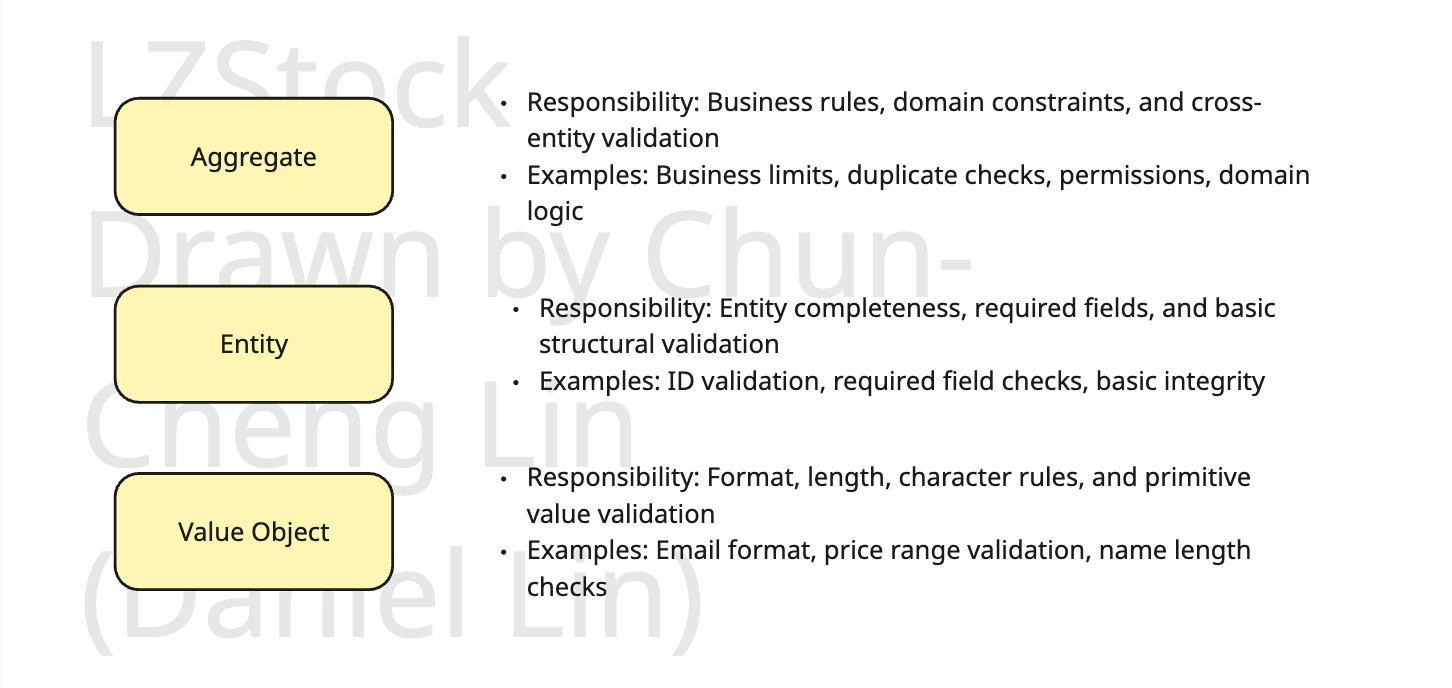 LZStock
Drawn by Chun-
Cheng Lin
(Daniel Lin)
Aggregate
• Responsibility: Business rules, domain constraints, and cross-
entity validation
• Examples: Business limits, duplicate checks, permissions, domain
logic
Entity
• Responsibility: Entity completeness, required fields, and basic
structural validation
• Examples: ID validation, required field checks, basic integrity
Value Object
• Responsibility: Format, length, character rules, and primitive
value validation
• Examples: Email format, price range validation, name length
checks